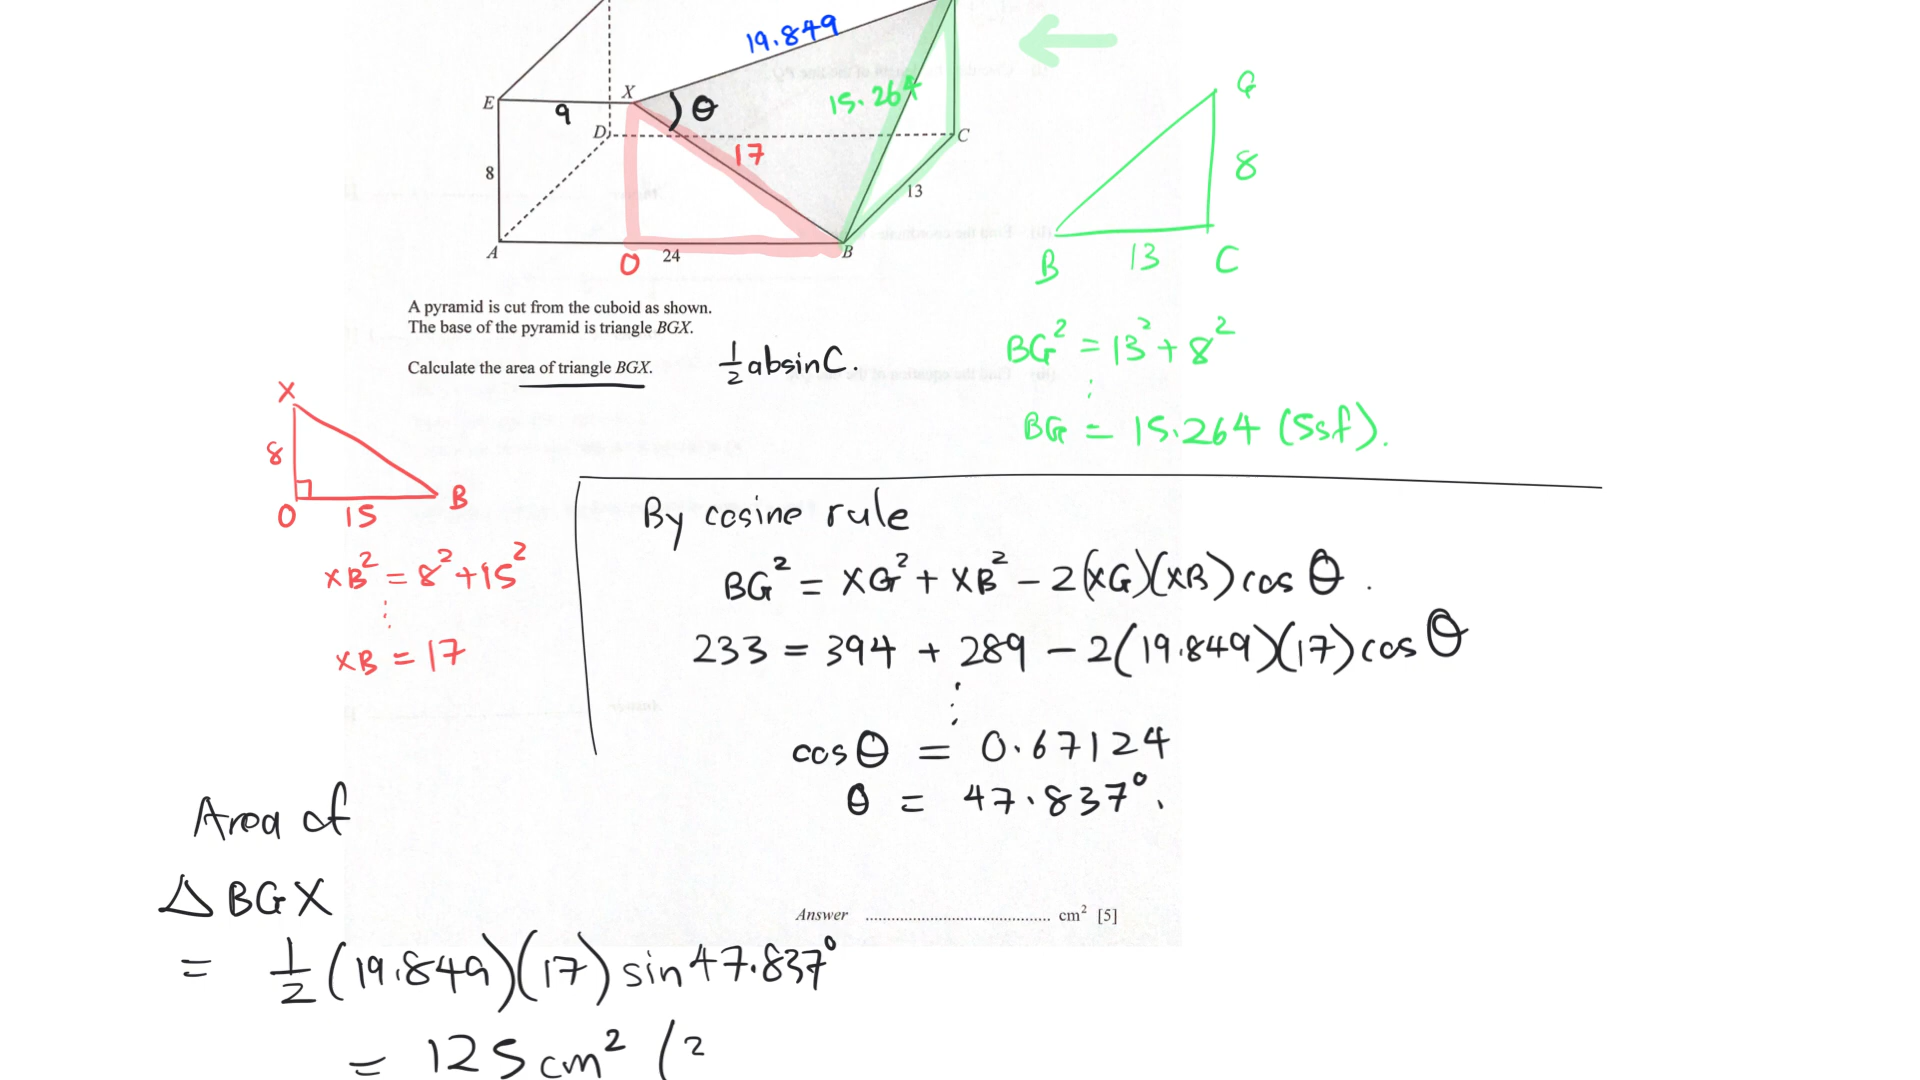 19.849
E
9
X
θ
15.264
D
C
8
17
13
A
O
24
B
G
8
B
13
C
A pyramid is cut from the cuboid as shown.
The base of the pyramid is triangle BGX.
Calculate the area of triangle BGX.
½absinC.
BG² = 13² + 8²
⋮
BG = 15.264 (5sf).
X
8
O
15
B
XB² = 8² + 15²
⋮
XB = 17
By cosine rule
BG² = XG² + XB² − 2(XG)(XB)cos θ.
233 = 394 + 289 − 2(19.849)(17)cos θ
⋮
cos θ = 0.67124
θ = 47.837°.
Area of
△ BGX
= ½(19.849)(17) sin 47.837°
= 125 cm² (2
Answer ........................................... cm² [5]